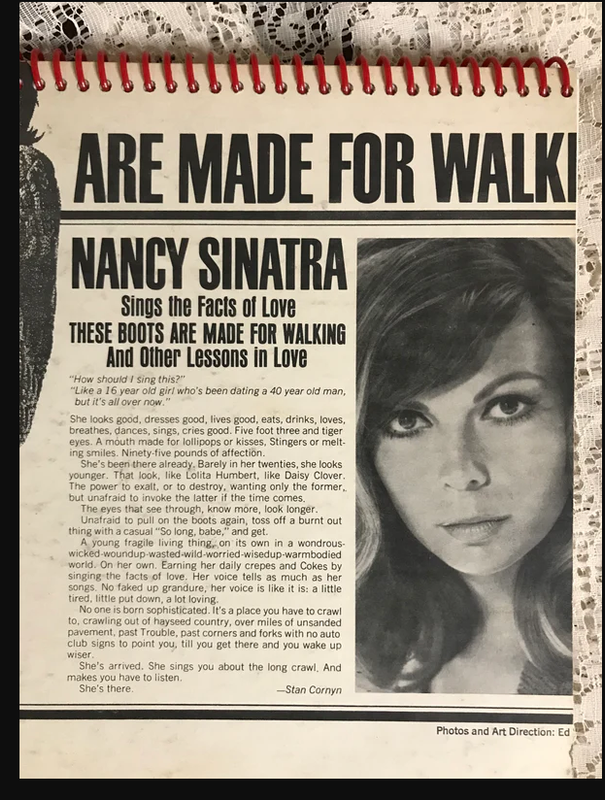 ARE MADE FOR WALKI
NANCY SINATRA
Sings the Facts of Love
THESE BOOTS ARE MADE FOR WALKING
And Other Lessons in Love
"How should I sing this?"
"Like a 16 year old girl who's been dating a 40 year old man,
but it's all over now."
She looks good, dresses good, lives good, eats, drinks, loves,
breathes, dances, sings, cries good. Five foot three and tiger
eyes. A mouth made for lollipops or kisses, Stingers or melt-
ing smiles. Ninety-five pounds of affection.
She's been there already. Barely in her twenties, she looks
younger. That look, like Lolita Humbert, like Daisy Clover.
The power to exalt, or to destroy, wanting only the former,
but unafraid to invoke the latter if the time comes.
The eyes that see through, know more, look longer.
Unafraid to pull on the boots again, toss off a burnt out
thing with a casual "So long, babe," and get.
A young fragile living thing, on its own in a wondrous-
wicked-woundup-wasted-wild-worried-wisedup-warmbodied
world. On her own. Earning her daily crepes and Cokes by
singing the facts of love. Her voice tells as much as her
songs. No faked up grandure, her voice is like it is: a little
tired, little put down, a lot loving.
No one is born sophisticated. It's a place you have to crawl
to, crawling out of hayseed country, over miles of unsanded
pavement, past Trouble, past corners and forks with no auto
club signs to point you, till you get there and you wake up
wiser.
She's arrived. She sings you about the long crawl. And
makes you have to listen.
She's there. —Stan Cornyn
Photos and Art Direction: Ed